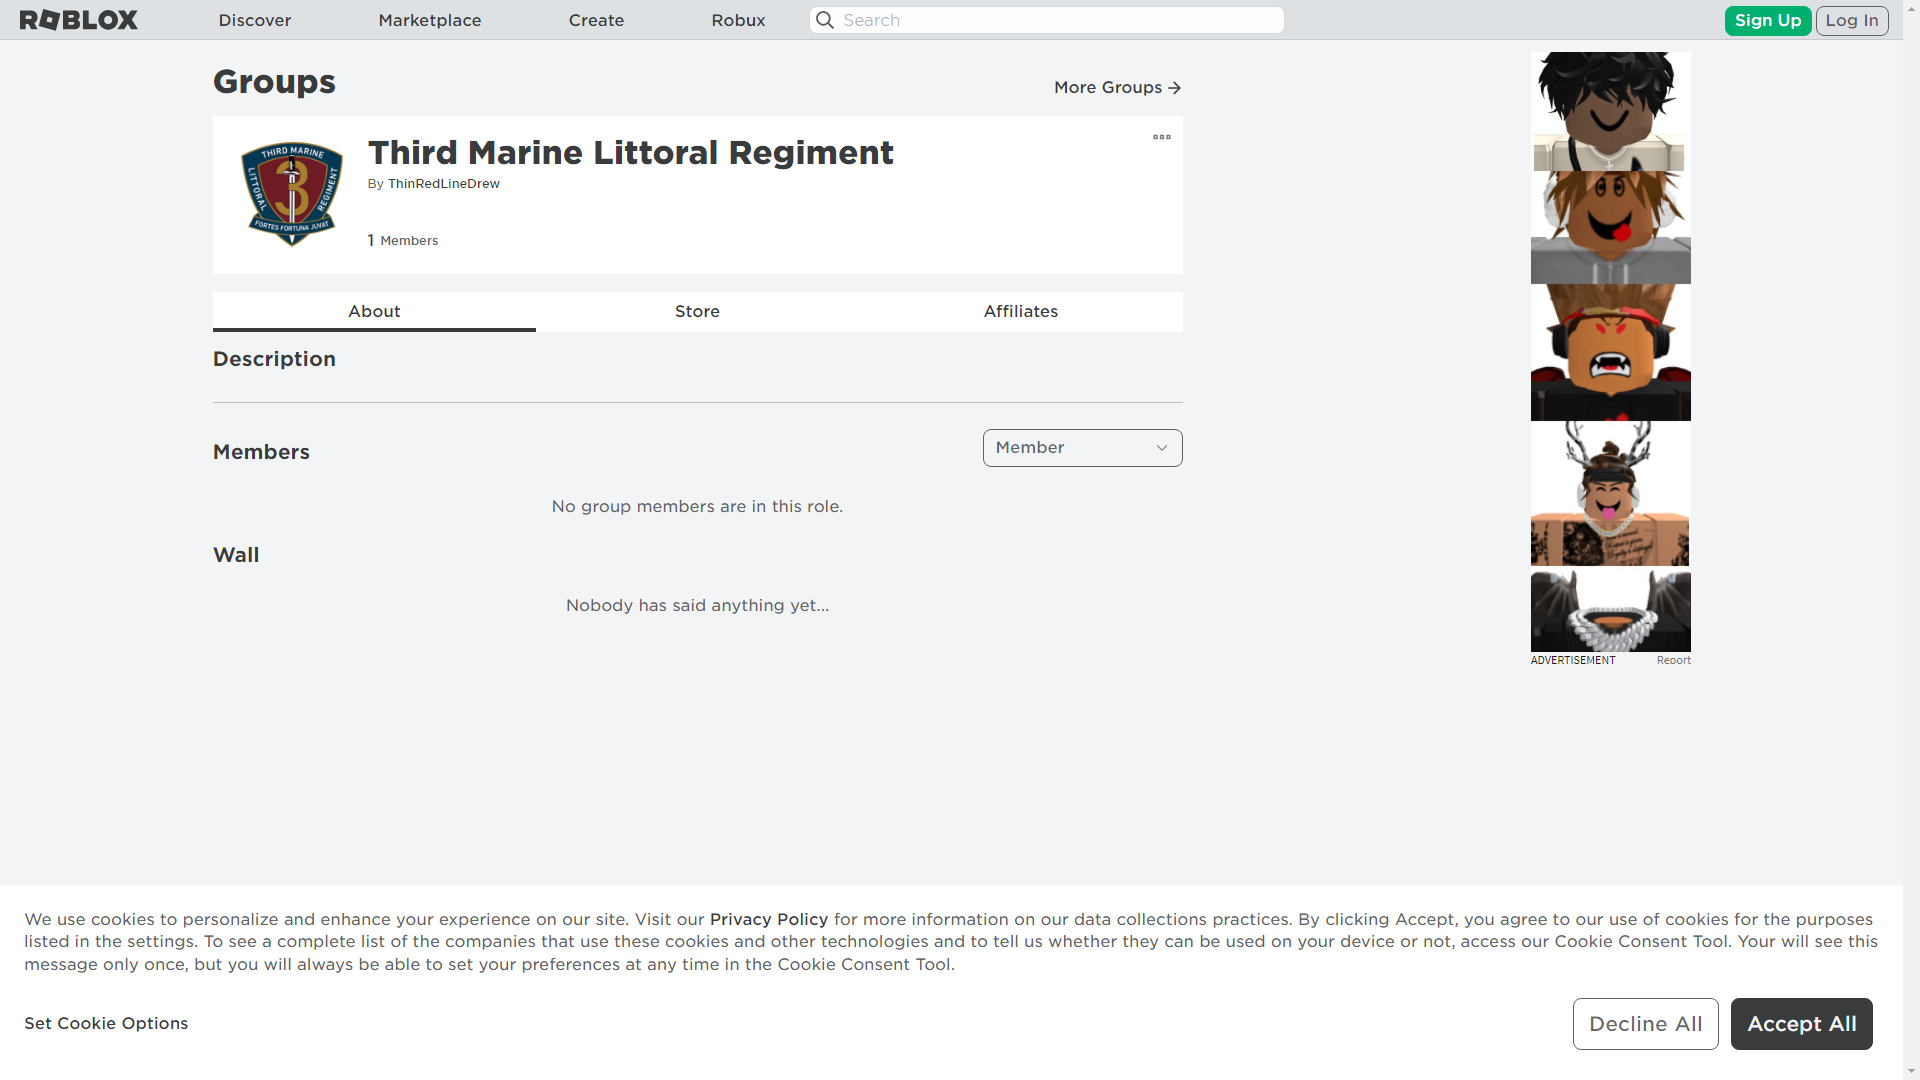 ROBLOX
Discover
Marketplace
Create
Robux
Search
Sign Up
Log In
Groups
More Groups
THIRD MARINE
LITTORAL
REGIMENT
3
FORTES FORTUNA JUVAT
Third Marine Littoral Regiment
By ThinRedLineDrew
1 Members
About
Store
Affiliates
Description
Members
Member
No group members are in this role.
Wall
Nobody has said anything yet...
ADVERTISEMENT
Report
We use cookies to personalize and enhance your experience on our site. Visit our Privacy Policy for more information on our data collections practices. By clicking Accept, you agree to our use of cookies for the purposes
listed in the settings. To see a complete list of the companies that use these cookies and other technologies and to tell us whether they can be used on your device or not, access our Cookie Consent Tool. Your will see this
message only once, but you will always be able to set your preferences at any time in the Cookie Consent Tool.
Set Cookie Options
Decline All
Accept All